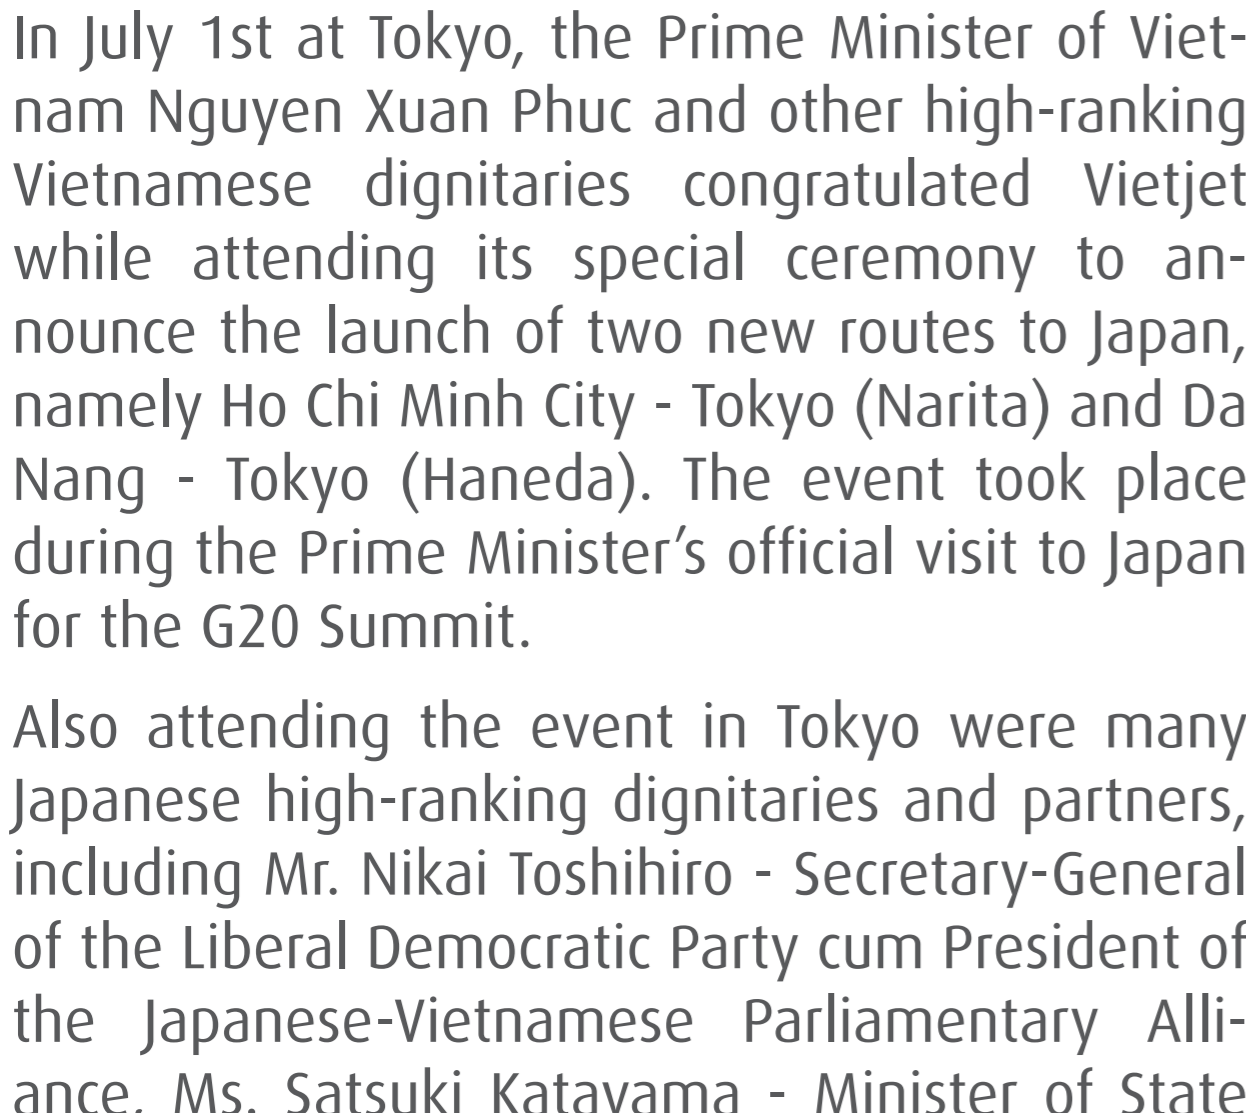 In July 1st at Tokyo, the Prime Minister of Viet-
nam Nguyen Xuan Phuc and other high-ranking
Vietnamese dignitaries congratulated Vietjet
while attending its special ceremony to an-
nounce the launch of two new routes to Japan,
namely Ho Chi Minh City - Tokyo (Narita) and Da
Nang - Tokyo (Haneda). The event took place
during the Prime Minister’s official visit to Japan
for the G20 Summit.
Also attending the event in Tokyo were many
Japanese high-ranking dignitaries and partners,
including Mr. Nikai Toshihiro - Secretary-General
of the Liberal Democratic Party cum President of
the Japanese-Vietnamese Parliamentary Alli-
ance, Ms. Satsuki Katayama - Minister of State